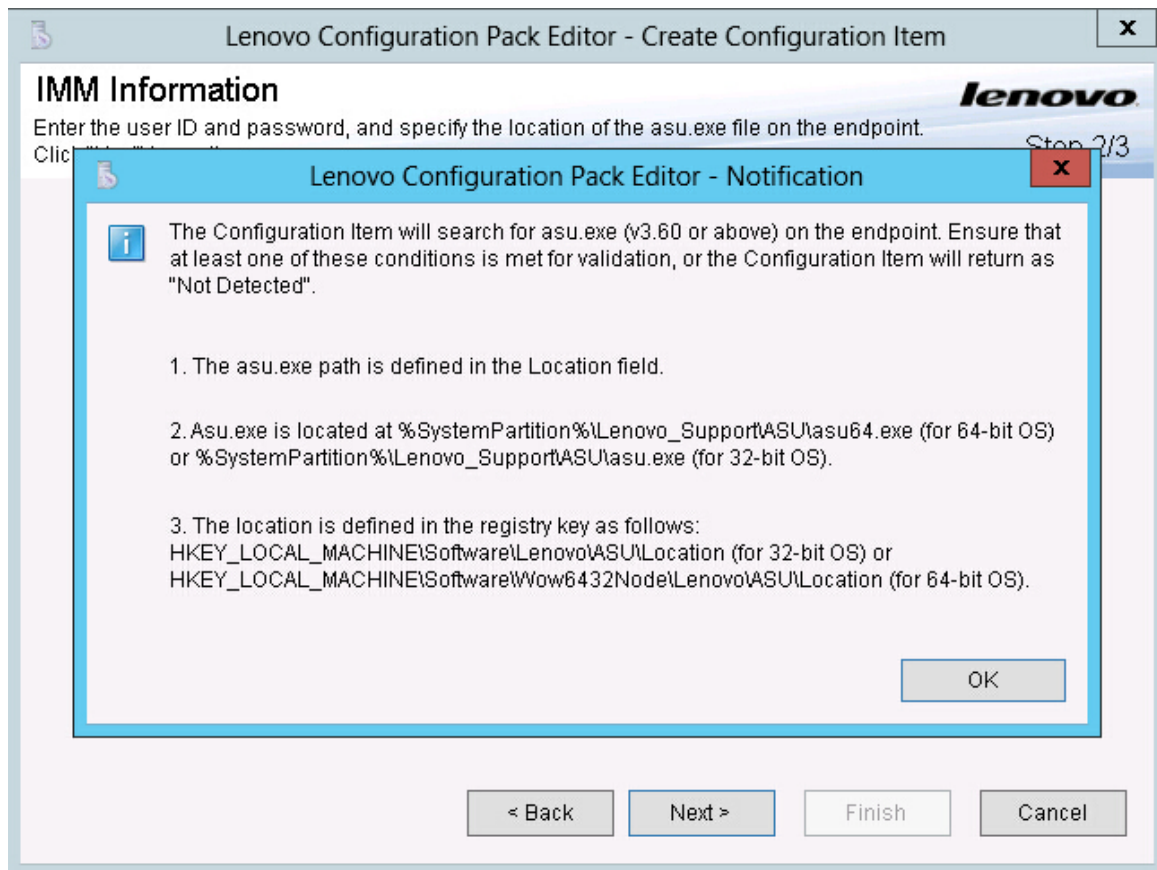 Lenovo Configuration Pack Editor - Create Configuration Item
x
IMM Information
lenovo
Enter the user ID and password, and specify the location of the asu.exe file on the endpoint.
Step 2/3
Clic
Lenovo Configuration Pack Editor - Notification
x
The Configuration Item will search for asu.exe (v3.60 or above) on the endpoint. Ensure that
at least one of these conditions is met for validation, or the Configuration Item will return as
"Not Detected".
1. The asu.exe path is defined in the Location field.
2. Asu.exe is located at %SystemPartition%\Lenovo_Support\ASU\asu64.exe (for 64-bit OS)
or %SystemPartition%\Lenovo_Support\ASU\asu.exe (for 32-bit OS).
3. The location is defined in the registry key as follows:
HKEY_LOCAL_MACHINE\Software\Lenovo\ASU\Location (for 32-bit OS) or
HKEY_LOCAL_MACHINE\Software\Wow6432Node\Lenovo\ASU\Location (for 64-bit OS).
OK
< Back
Next >
Finish
Cancel